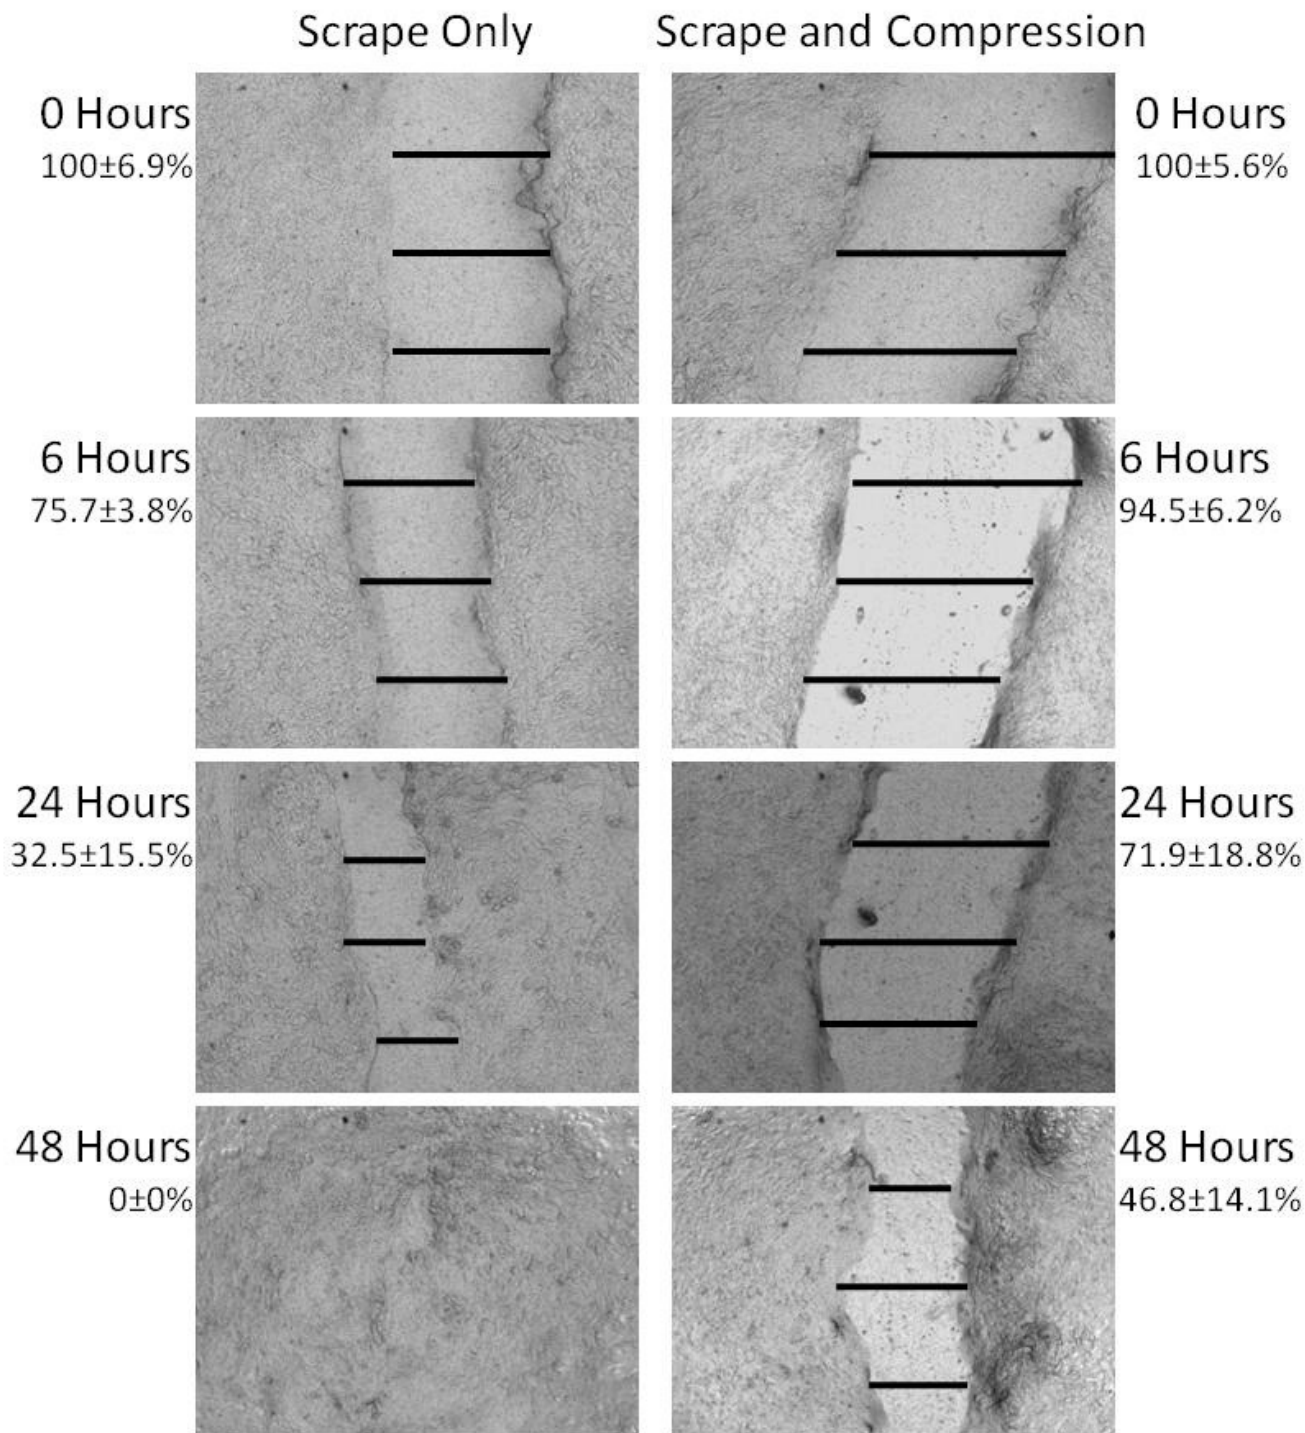 Scrape Only
Scrape and Compression
0 Hours
100±6.9%
0 Hours
100±5.6%
6 Hours
75.7±3.8%
6 Hours
94.5±6.2%
24 Hours
32.5±15.5%
24 Hours
71.9±18.8%
48 Hours
0±0%
48 Hours
46.8±14.1%